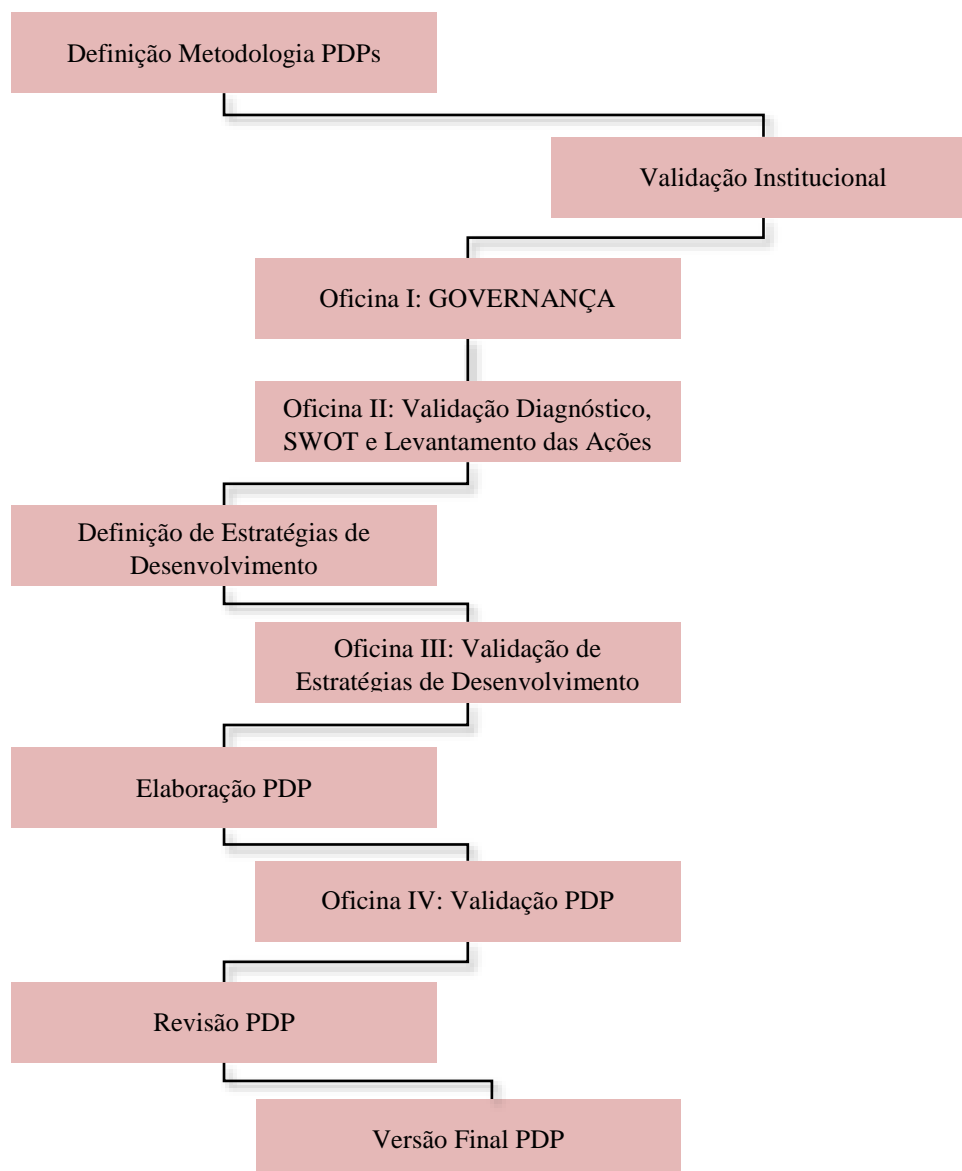 Definição Metodologia PDPs
Validação Institucional
Oficina I: GOVERNANÇA
Oficina II: Validação Diagnóstico,
SWOT e Levantamento das Ações
Definição de Estratégias de
Desenvolvimento
Oficina III: Validação de
Estratégias de Desenvolvimento
Elaboração PDP
Oficina IV: Validação PDP
Revisão PDP
Versão Final PDP